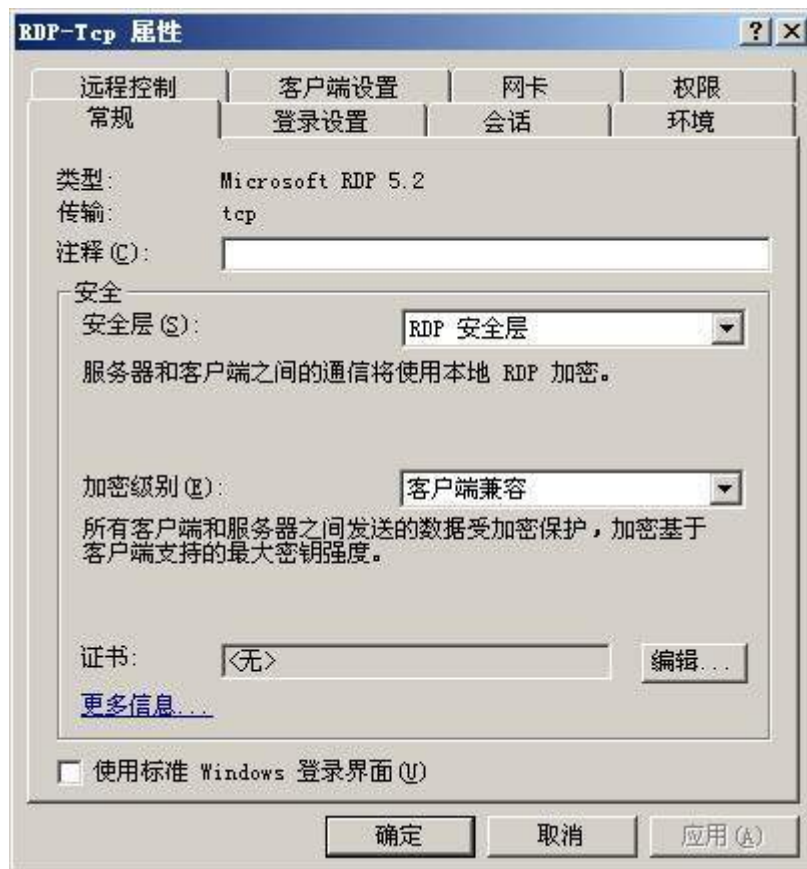 RDP-Tcp 属性
远程控制 客户端设置 网卡 权限
常规 登录设置 会话 环境
类型: Microsoft RDP 5.2
传输: tcp
注释(C):
安全
安全层(S): RDP 安全层
服务器和客户端之间的通信将使用本地 RDP 加密。
加密级别(E): 客户端兼容
所有客户端和服务器之间发送的数据受加密保护，加密基于
客户端支持的最大密钥强度。
证书: <无> 编辑...
更多信息...
使用标准 Windows 登录界面(U)
确定 取消 应用(A)